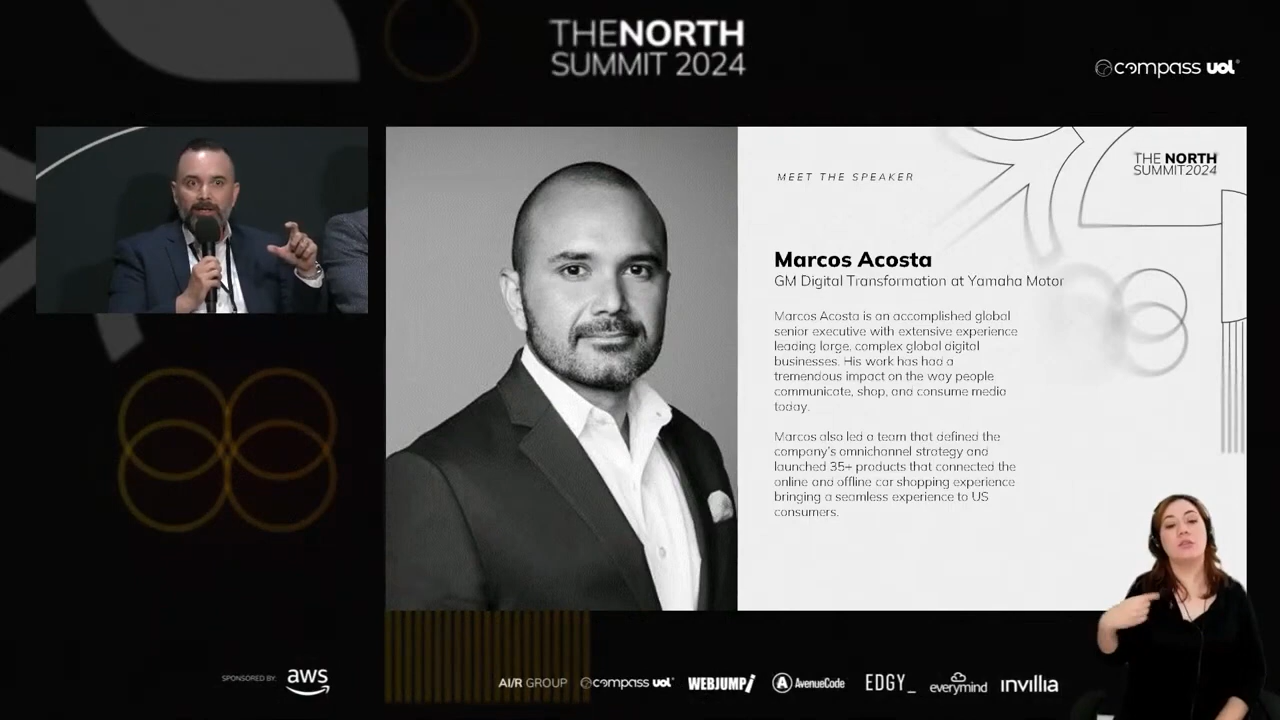 THENORTH
SUMMIT 2024
compass uol
MEET THE SPEAKER
THE NORTH
SUMMIT2024
Marcos Acosta
GM Digital Transformation at Yamaha Motor
Marcos Acosta is an accomplished global
senior executive with extensive experience
leading large, complex global digital
businesses. His work has had a
tremendous impact on the way people
communicate, shop, and consume media
today.
Marcos also led a team that defined the
company's omnichannel strategy and
launched 35+ products that connected the
online and offline car shopping experience
bringing a seamless experience to US
consumers.
SPONSORED BY: aws
AI/R GROUP compass uol WEBJUMP! AvenueCode EDGY_ everymind invillia